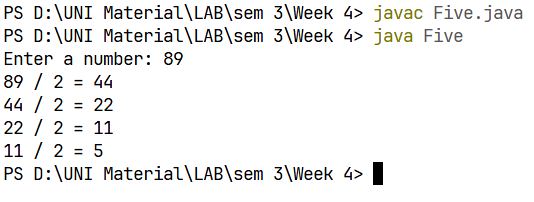 PS D:\UNI Material\LAB\sem 3\Week 4> javac Five.java
PS D:\UNI Material\LAB\sem 3\Week 4> java Five
Enter a number: 89
89 / 2 = 44
44 / 2 = 22
22 / 2 = 11
11 / 2 = 5
PS D:\UNI Material\LAB\sem 3\Week 4>